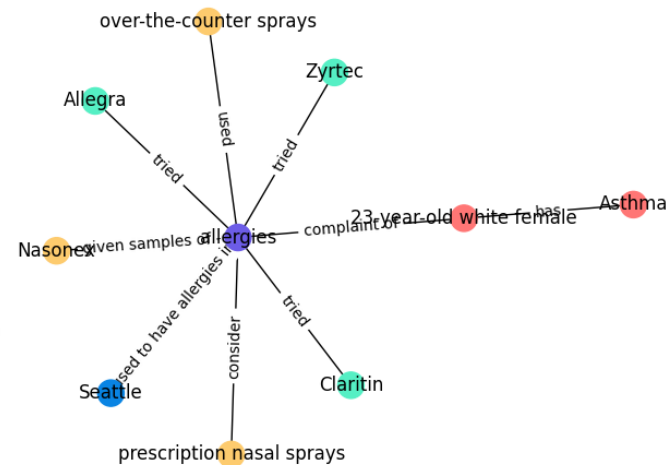 over-the-counter sprays
Zyrtec
Allegra
used
tried
tried
Asthma
has
23-year-old white female
complaint of
allergies
given samples of
Nasonex
used to have allergies in
tried
consider
Seattle
Claritin
prescription nasal sprays